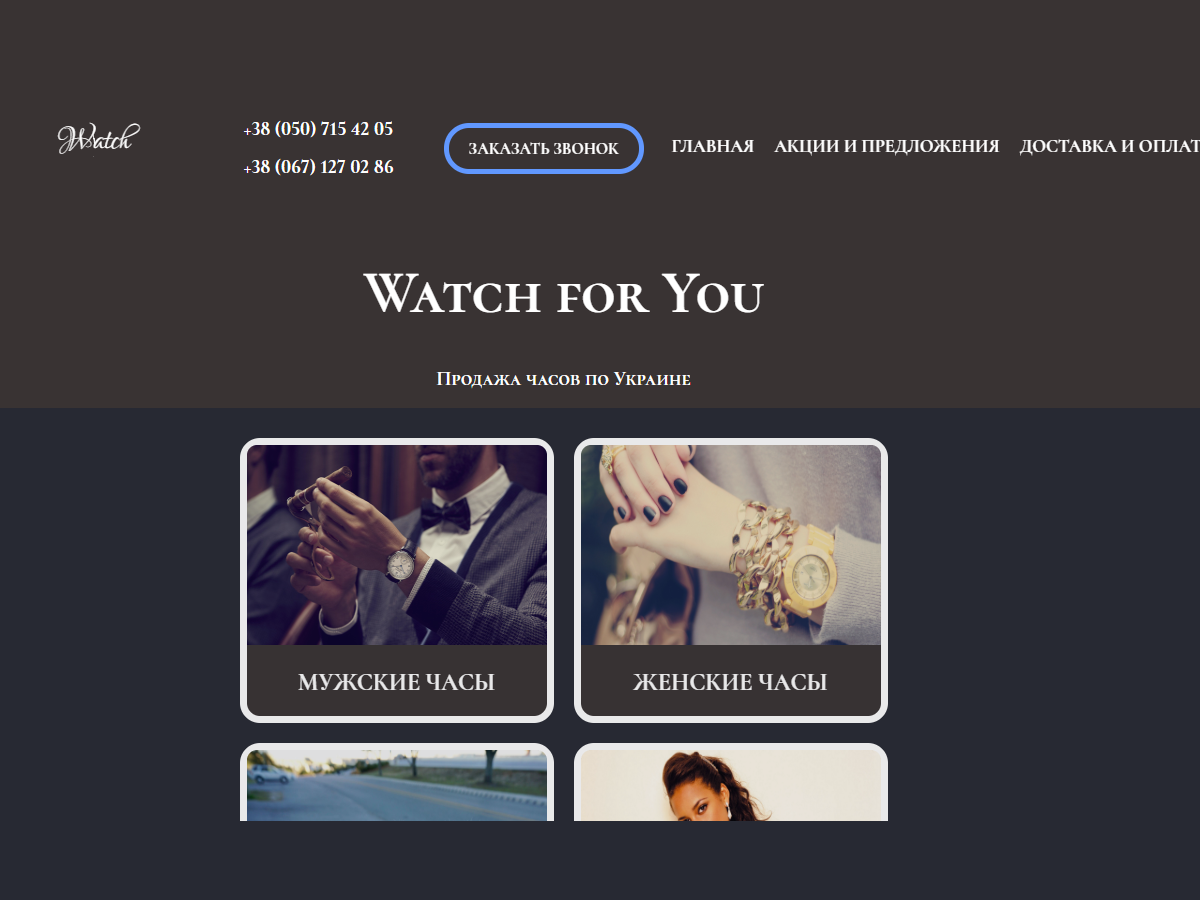 Watch
+38 (050) 715 42 05
+38 (067) 127 02 86
ЗАКАЗАТЬ ЗВОНОК
ГЛАВНАЯ
АКЦИИ И ПРЕДЛОЖЕНИЯ
ДОСТАВКА И ОПЛАТ
Watch for You
Продажа часов по Украине
МУЖСКИЕ ЧАСЫ
ЖЕНСКИЕ ЧАСЫ